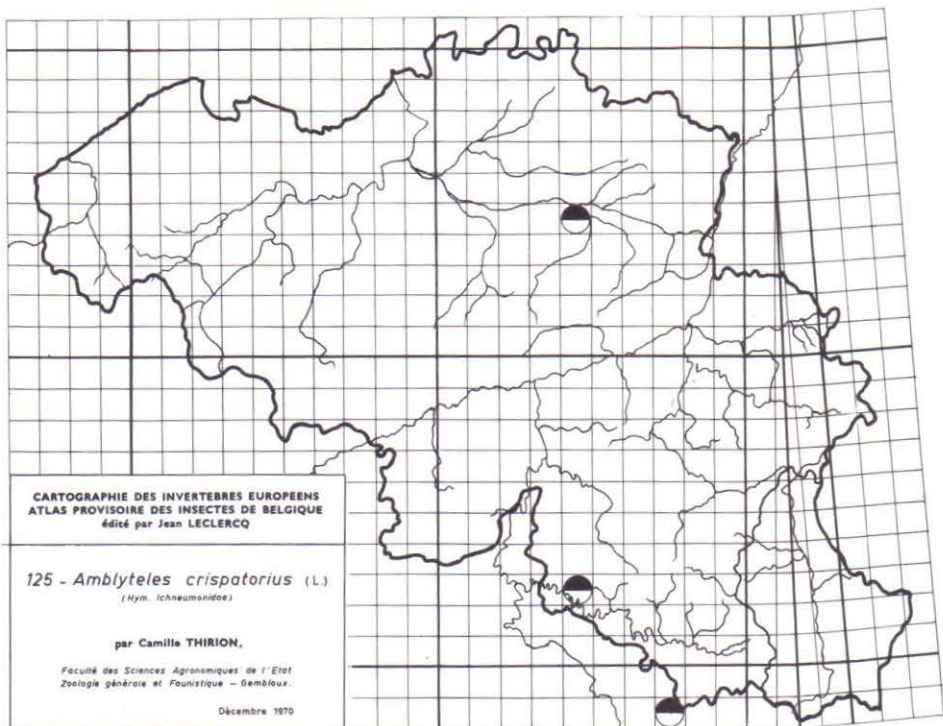 CARTOGRAPHIE DES INVERTEBRES EUROPEENS
ATLAS PROVISOIRE DES INSECTES DE BELGIQUE
édité par Jean LECLERCQ
125 - Amblyteles crispatorius (L.)
(Hym. Ichneumonidae)
par Camille THIRION,
Faculté des Sciences Agronomiques de l'Etat
Zoologie générale et Faunistique – Gembloux.
Décembre 1970